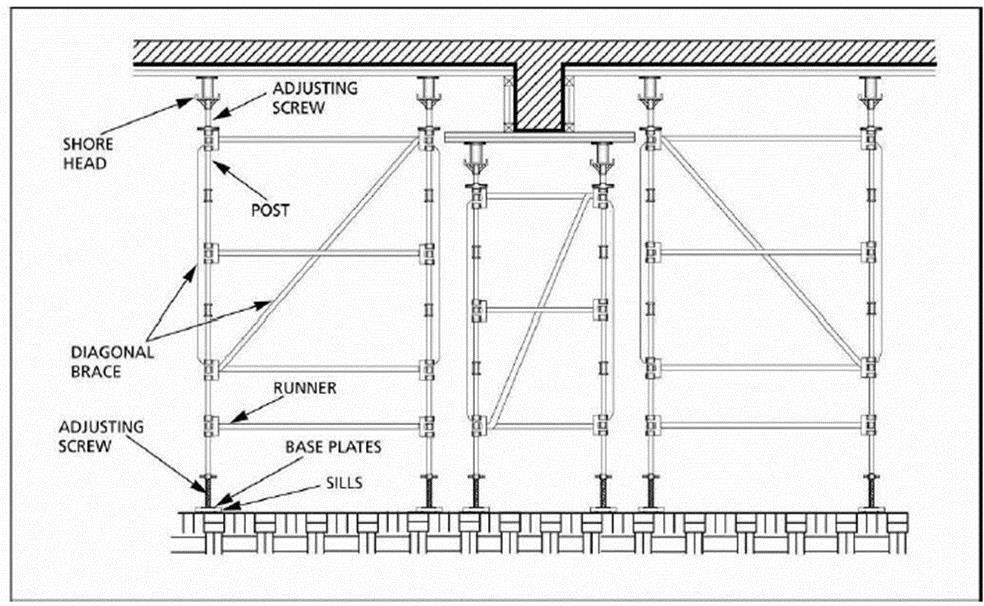 ADJUSTING
SCREW
SHORE
HEAD
POST
DIAGONAL
BRACE
RUNNER
ADJUSTING
SCREW
BASE PLATES
SILLS